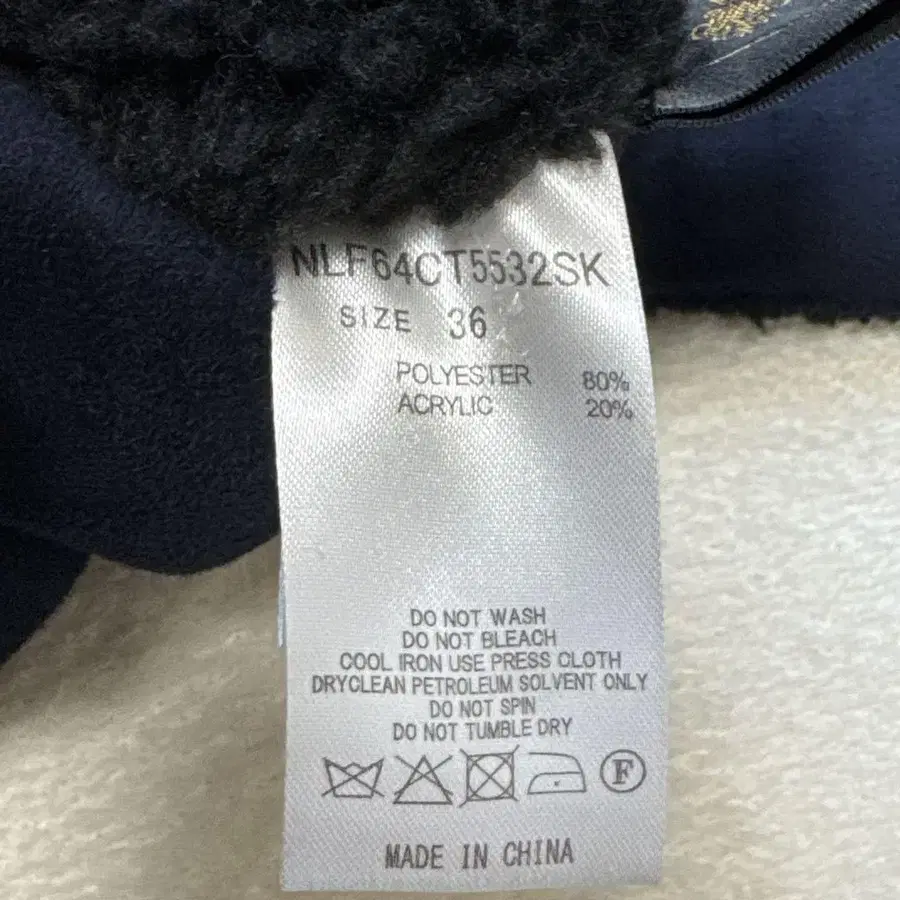 NLF64CT5532SK
SIZE 36
POLYESTER 80%
ACRYLIC 20%
DO NOT WASH
DO NOT BLEACH
COOL IRON USE PRESS CLOTH
DRYCLEAN PETROLEUM SOLVENT ONLY
DO NOT SPIN
DO NOT TUMBLE DRY
F
MADE IN CHINA